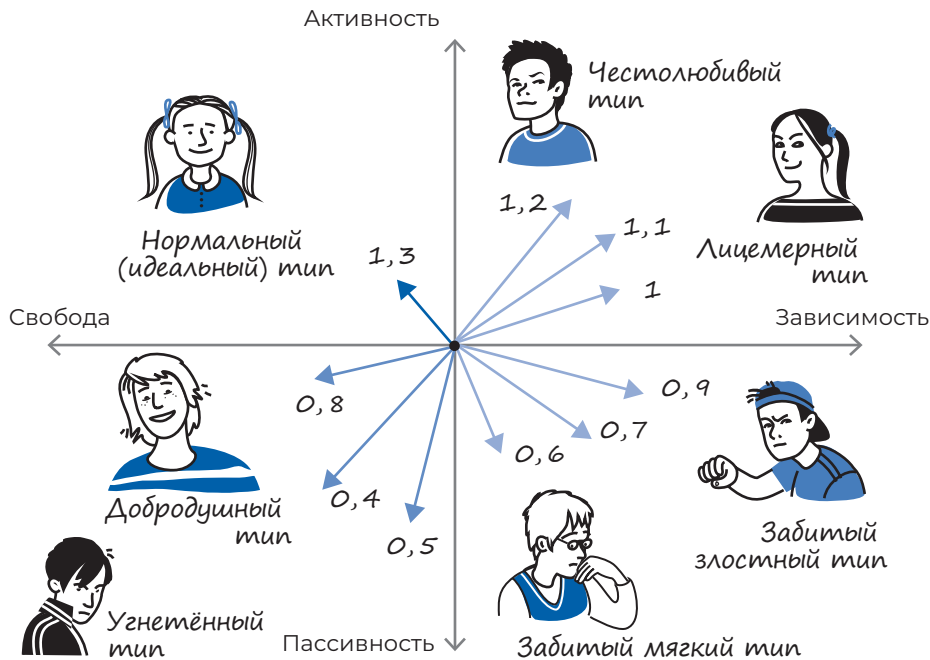 Активность
Честолюбивый
тип
1,2
1,1
Лицемерный
тип
Нормальный
(идеальный) тип
1,3
1
Свобода
Зависимость
0,8
0,9
0,7
0,6
0,4
0,5
Добродушный
тип
Забитый
злостный тип
Угнетённый
тип
Пассивность
Забитый мягкий тип